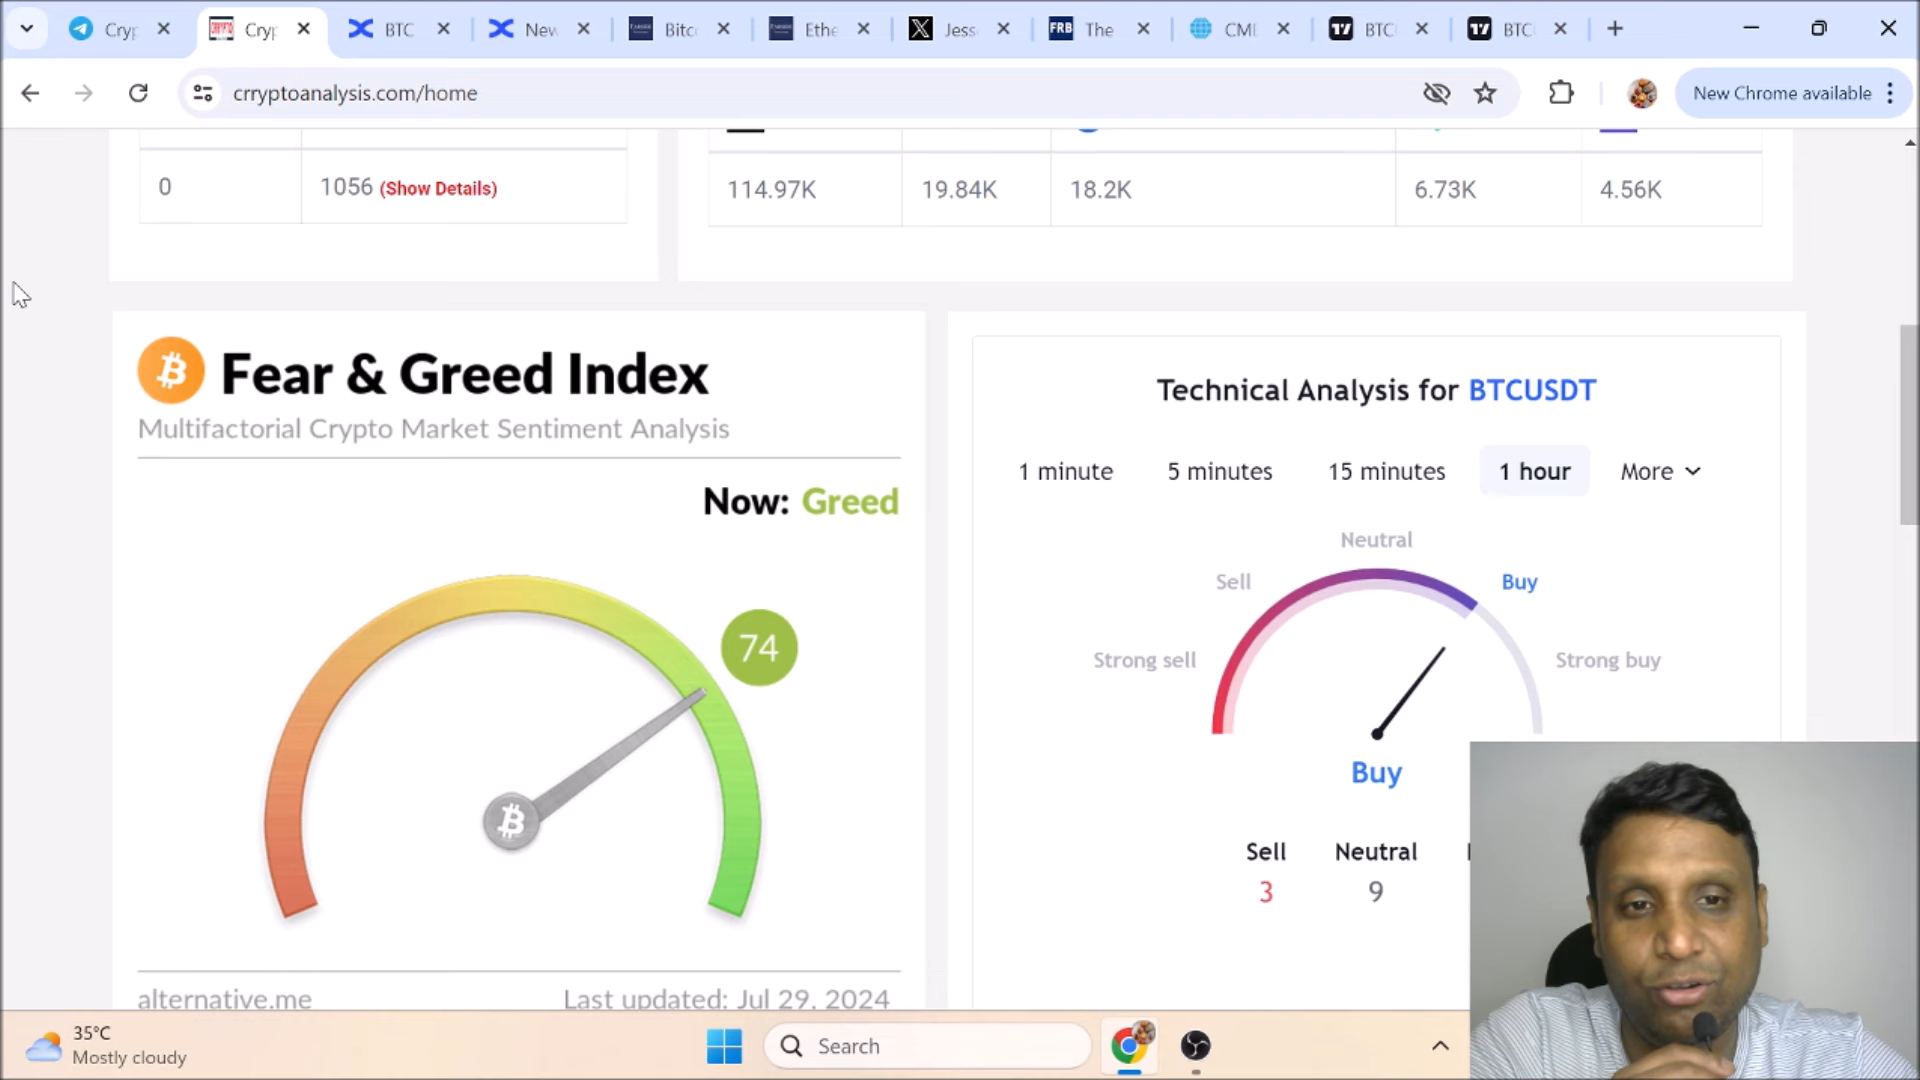 Cryp
Cryp
BTC
New
Bitc
Ethe
Jess
FRB The
CME
BTC
BTC
crryptoanalysis.com/home
New Chrome available
0
1056 (Show Details)
114.97K
19.84K
18.2K
6.73K
4.56K
Fear & Greed Index
Multifactorial Crypto Market Sentiment Analysis
Now: Greed
74
alternative.me
Last updated: Jul 29, 2024
Technical Analysis for BTCUSDT
1 minute
5 minutes
15 minutes
1 hour
More
Neutral
Sell
Buy
Strong sell
Strong buy
Buy
Sell
Neutral
3
9
35°C
Mostly cloudy
Search